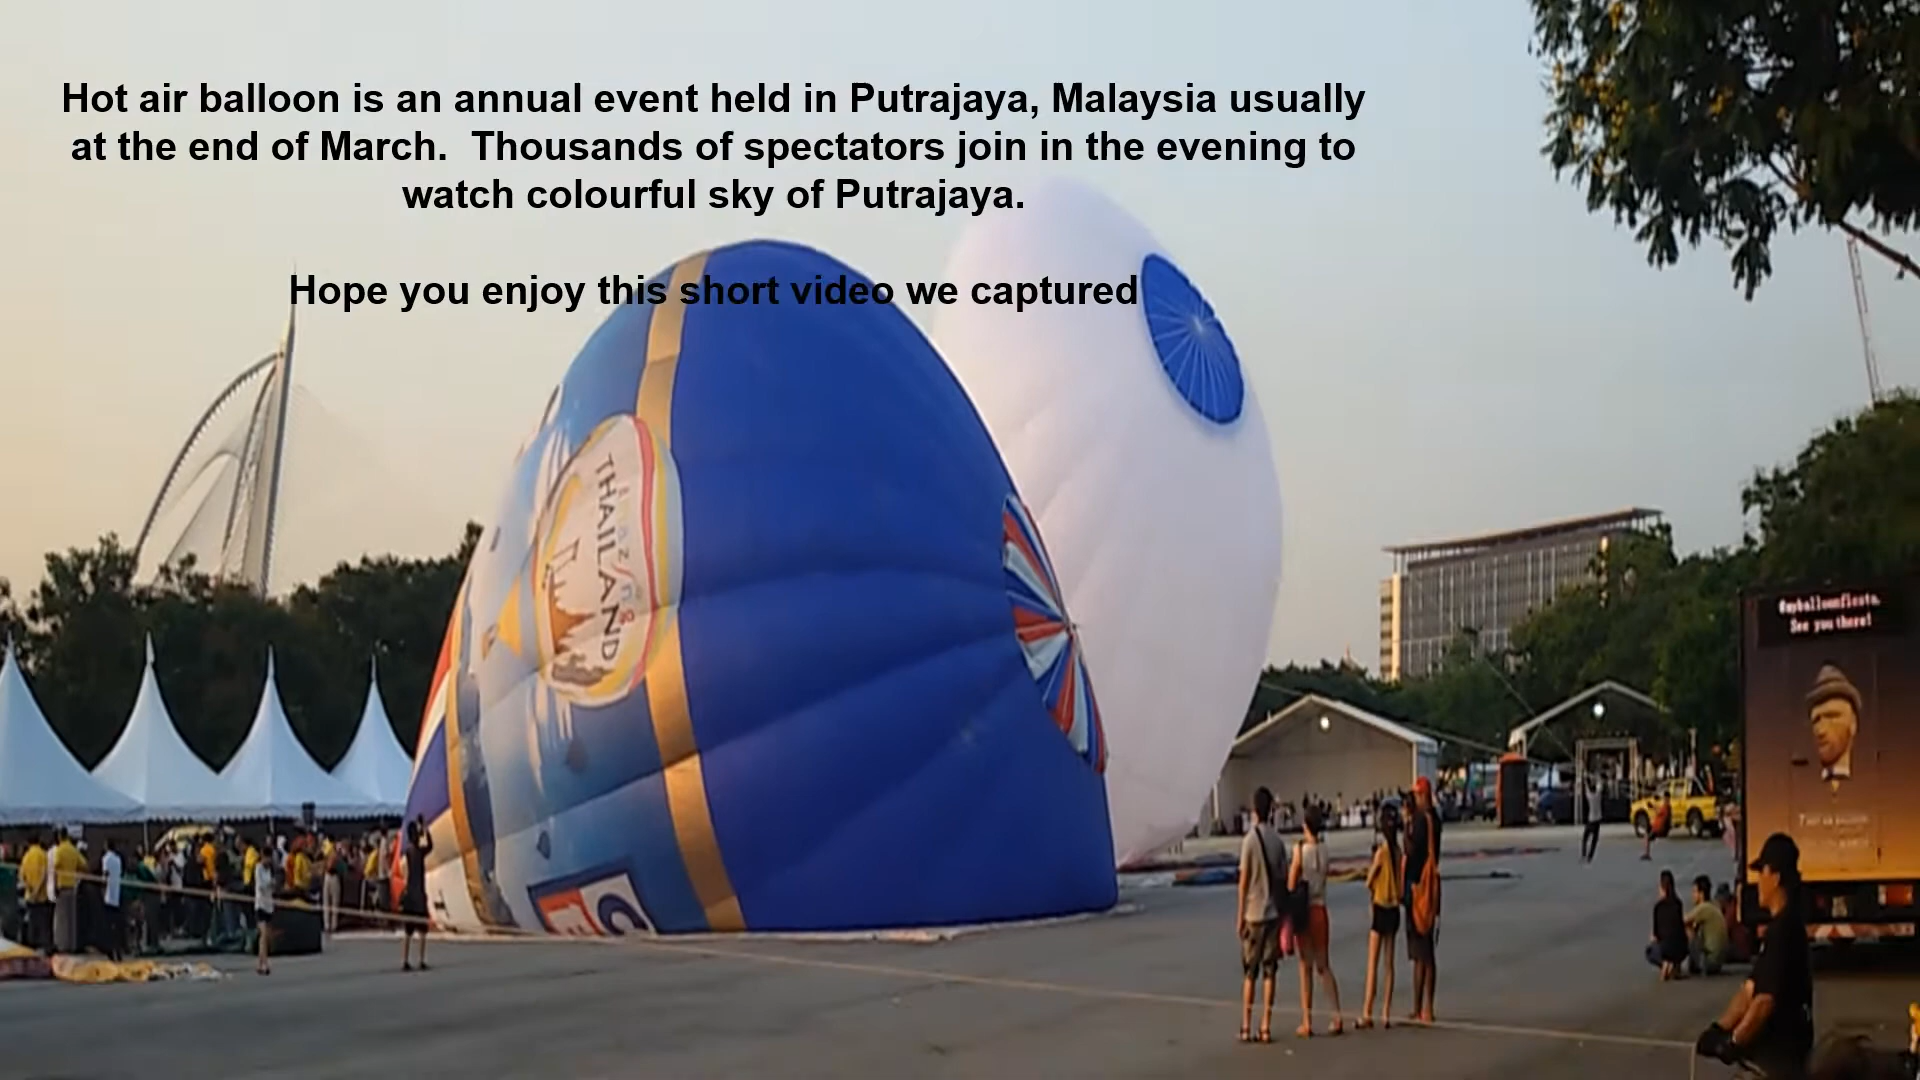 Hot air balloon is an annual event held in Putrajaya, Malaysia usually
at the end of March.  Thousands of spectators join in the evening to
watch colourful sky of Putrajaya.
Hope you enjoy this short video we captured
amazing
THAILAND
@myballoonfiesta.
See you there!